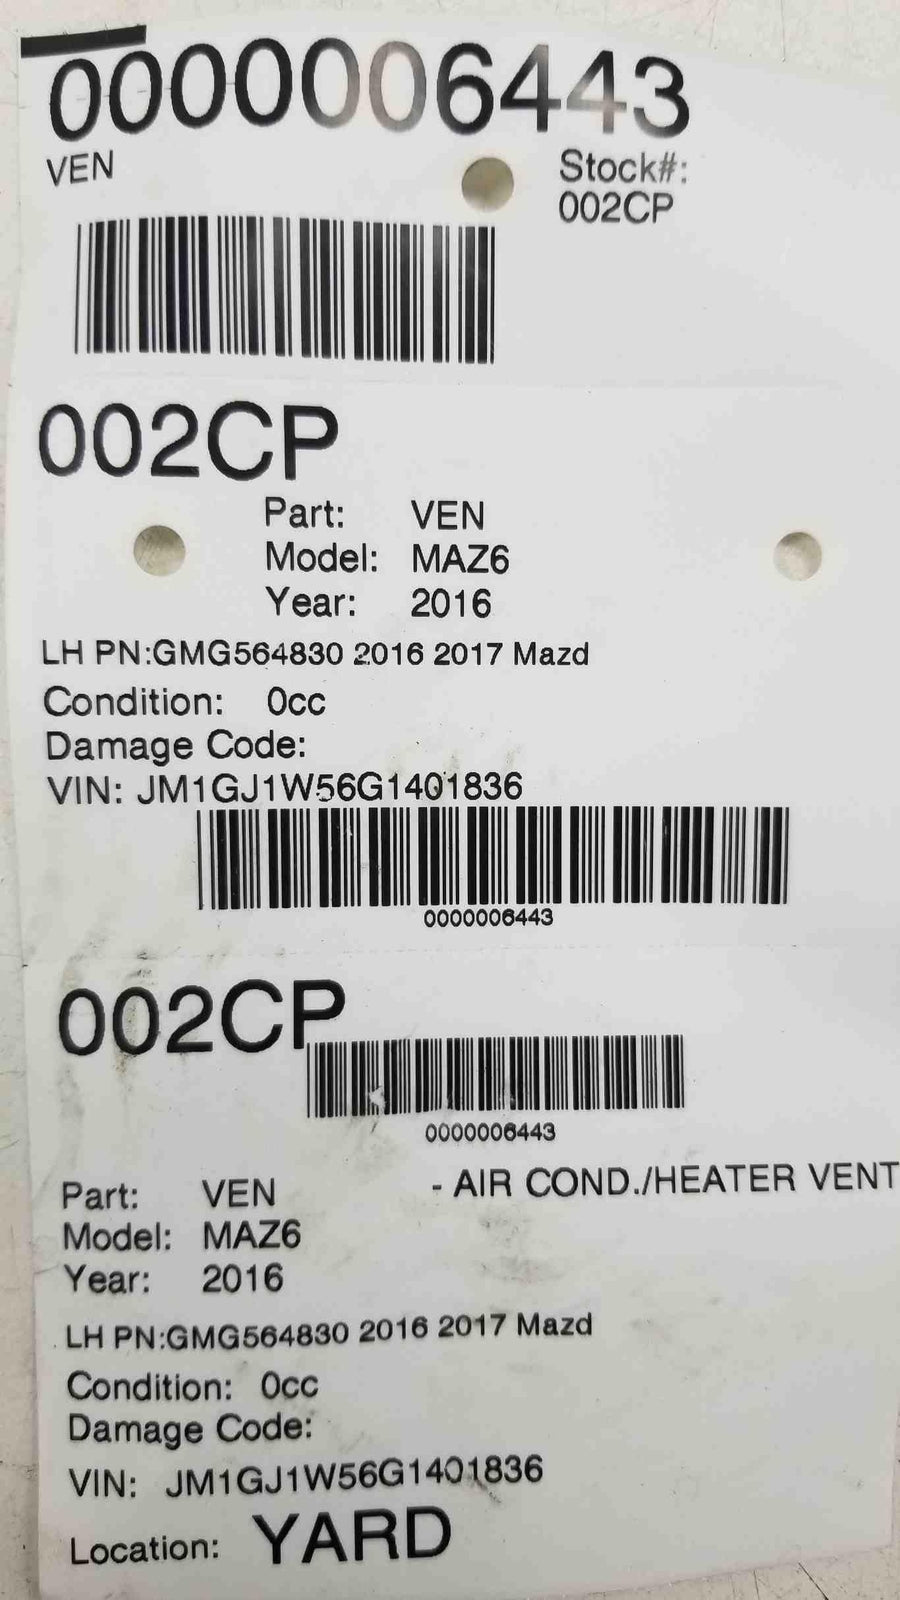 0000006443
VEN
Stock#:
002CP
002CP
Part: VEN
Model: MAZ6
Year: 2016
LH PN:GMG564830 2016 2017 Mazd
Condition: 0cc
Damage Code:
VIN: JM1GJ1W56G1401836
0000006443
002CP
0000006443
Part: VEN - AIR COND./HEATER VENT
Model: MAZ6
Year: 2016
LH PN:GMG564830 2016 2017 Mazd
Condition: 0cc
Damage Code:
VIN: JM1GJ1W56G1401836
Location: YARD